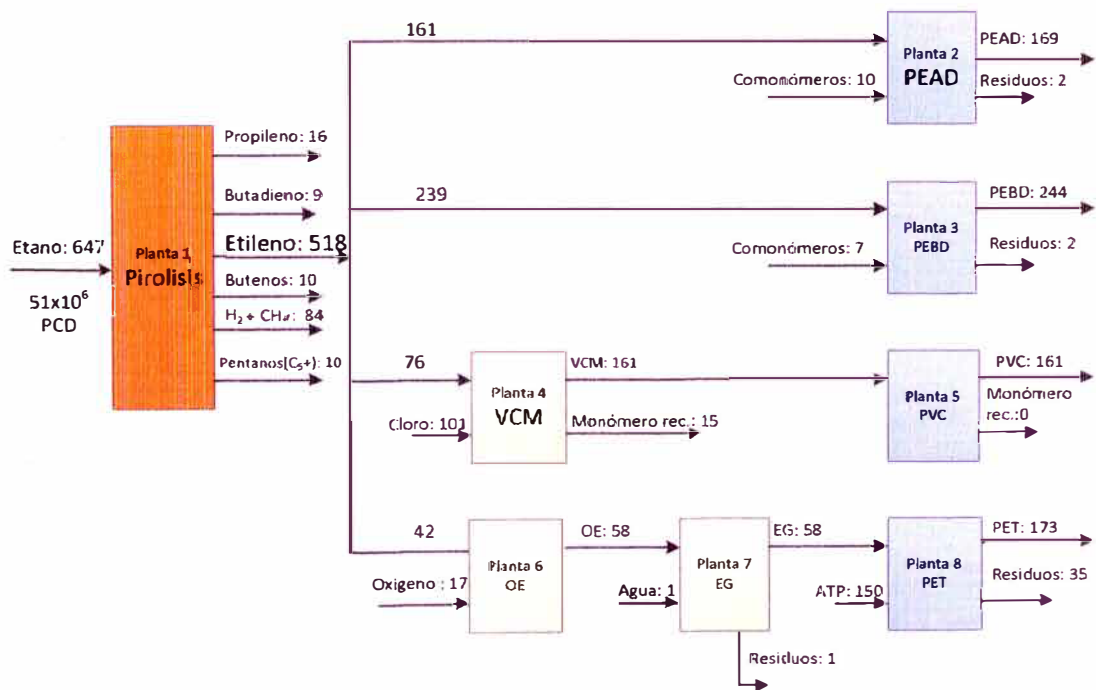 161
Planta 2
PEAD
PEAD: 169
Comomómeros: 10
Residuos: 2
Propileno: 16
Butadieno: 9
239
Planta 3
PEBD
PEBD: 244
Etano: 647
Planta 1
Pirolisis
Etileno: 518
Comonómeros: 7
Residuos: 2
51x10⁶
PCD
Butenos: 10
H₂ + CH₄: 84
Pentanos(C₅+): 10
76
Planta 4
VCM
VCM: 161
Planta 5
PVC
PVC: 161
Monómero
rec.:0
Cloro: 101
Monómero rec.: 15
42
Planta 6
OE
OE: 58
Planta 7
EG
EG: 58
Planta 8
PET
PET: 173
Oxigeno : 17
Agua: 1
ATP: 150
Residuos: 35
Residuos: 1